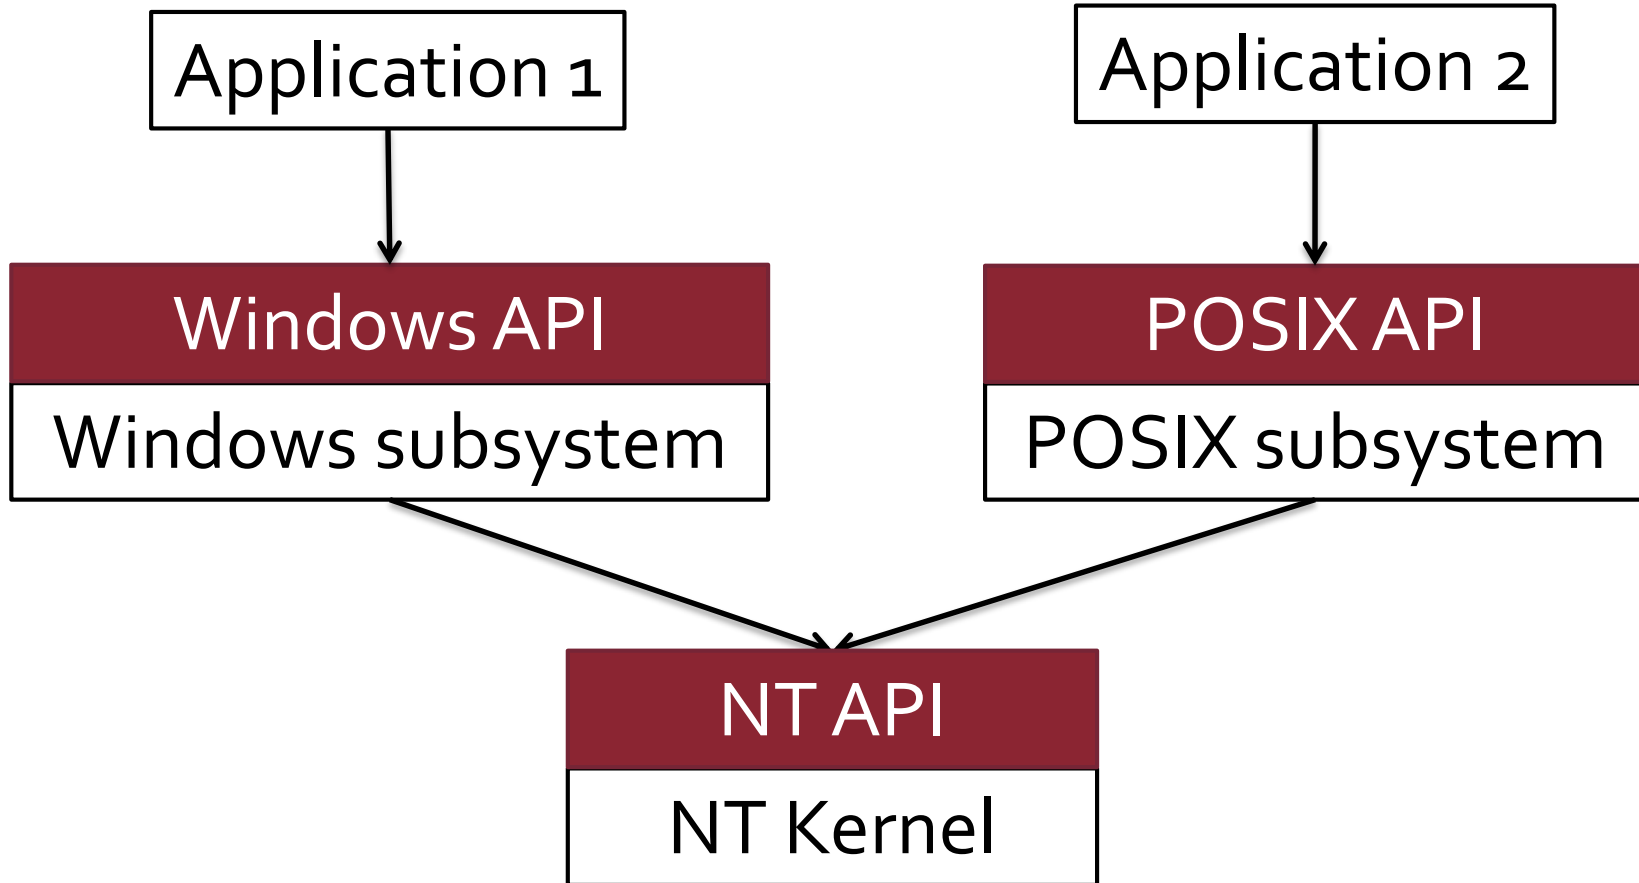 Application 1
Application 2
Windows API
POSIX API
Windows subsystem
POSIX subsystem
NT API
NT Kernel